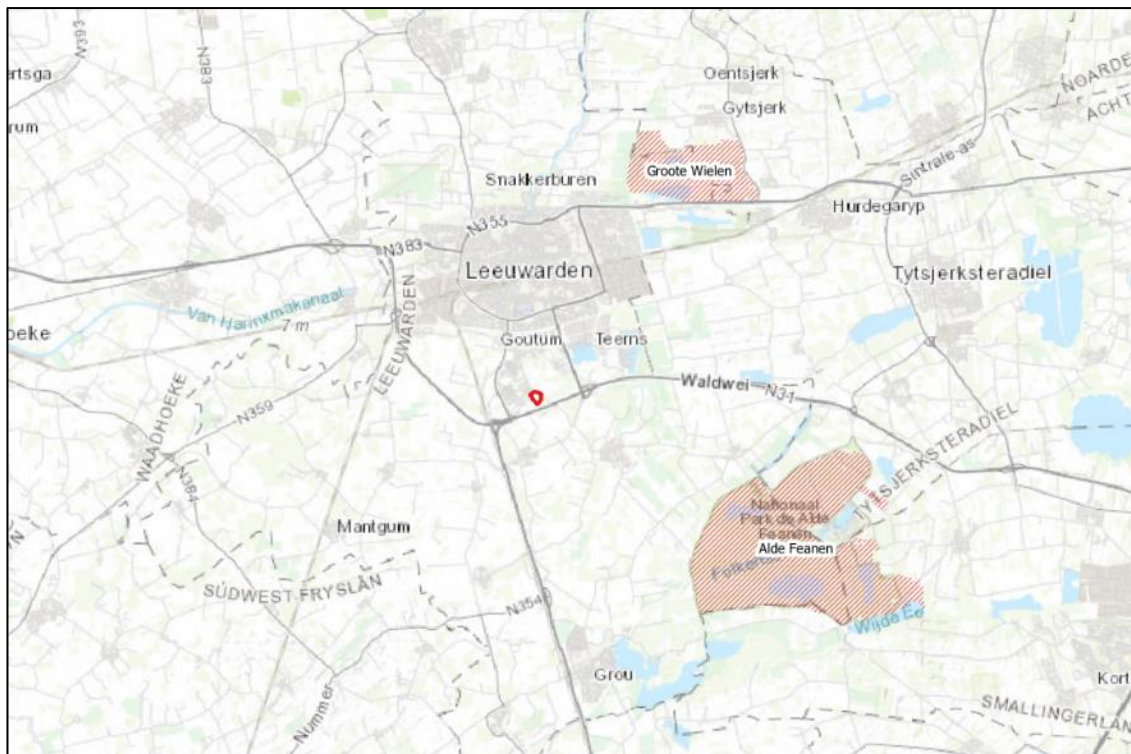 N393
N383
ertsga
rum
Oentsjerk
Gytsjerk
NOARDE
ACHT
Sintrale-as
Groote Wielen
Snakkerburen
Hurdegaryp
N355
N383
Leeuwarden
Tytsjerksteradiel
Van Harinxmakanaal
7 m
oeke
LEEUWARDEN
Goutum
Teerns
Waldwei
N31
WAADHOEKE
N359
N384
TYTSJERKSTERADIEL
Nationaal
Park de Alde
Feanen
Alde Feanen
Mantgum
SÚDWEST-FRYSLÂN
N354
Wijde Ee
Grou
Kort
Nummer
SMALLINGERLAN